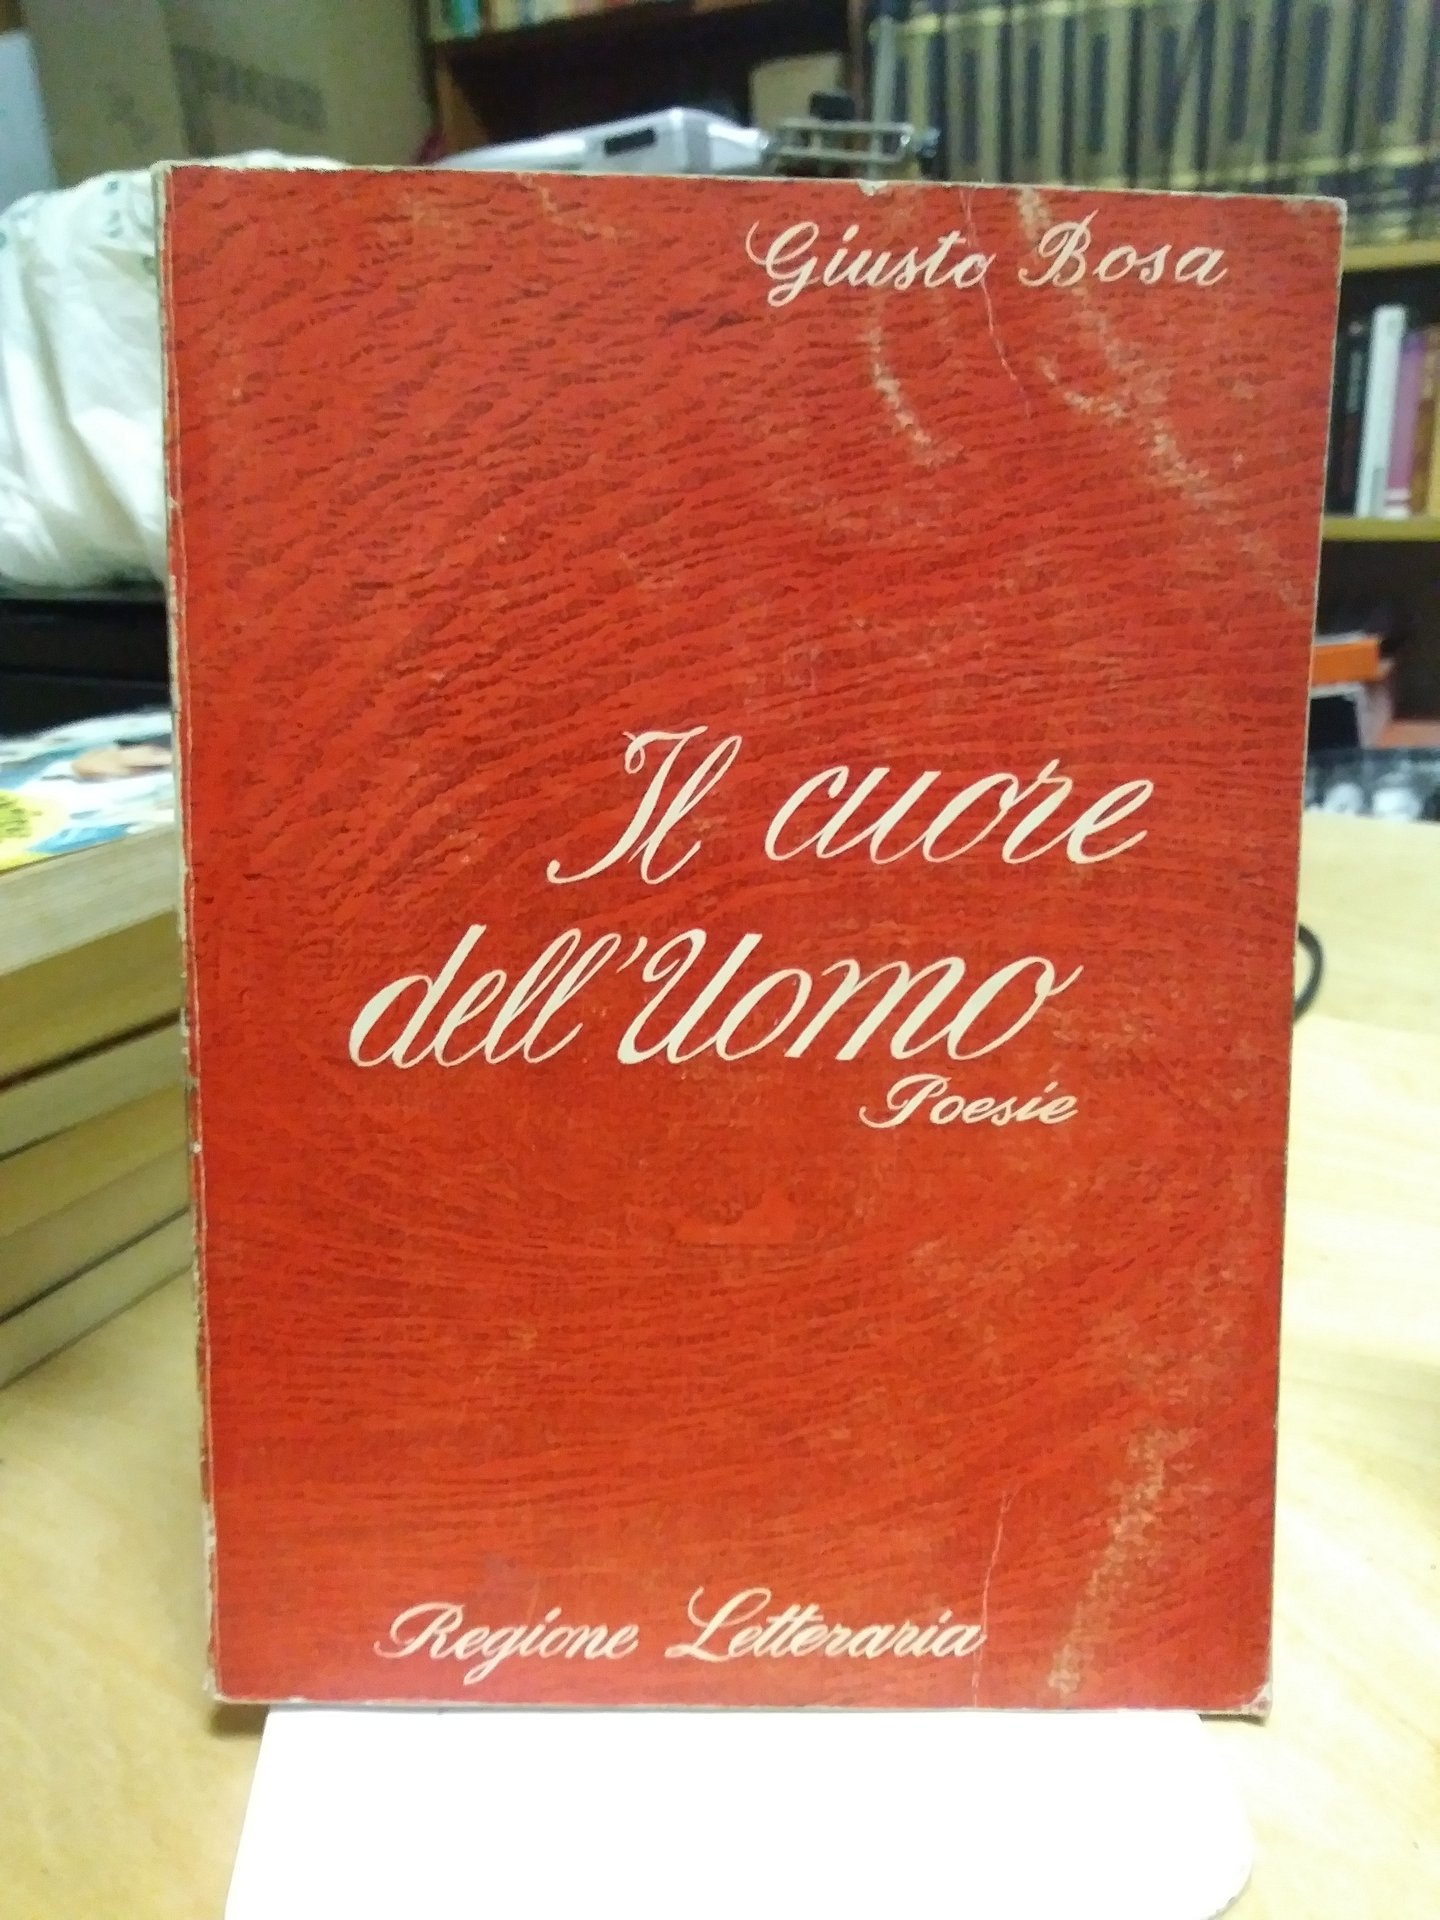 Giusto Bosa
Il cuore
dell'Uomo
Poesie
Regione Letteraria